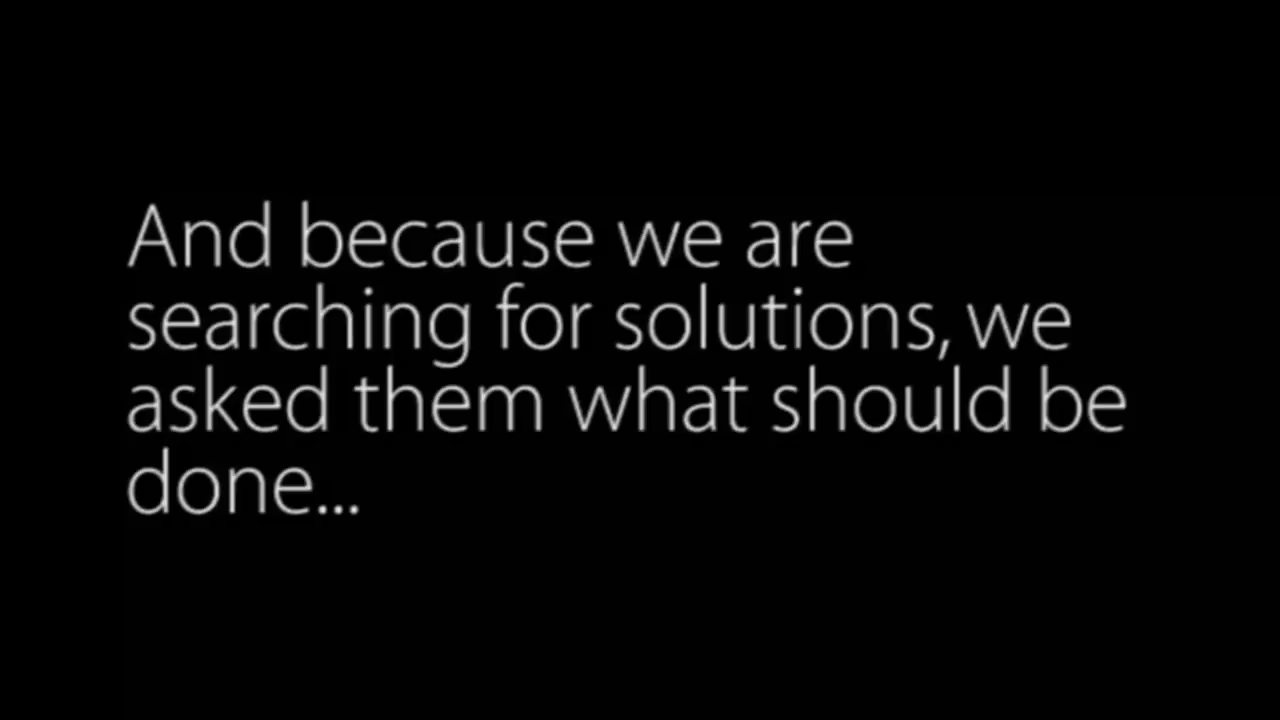 And because we are
searching for solutions, we
asked them what should be
done...